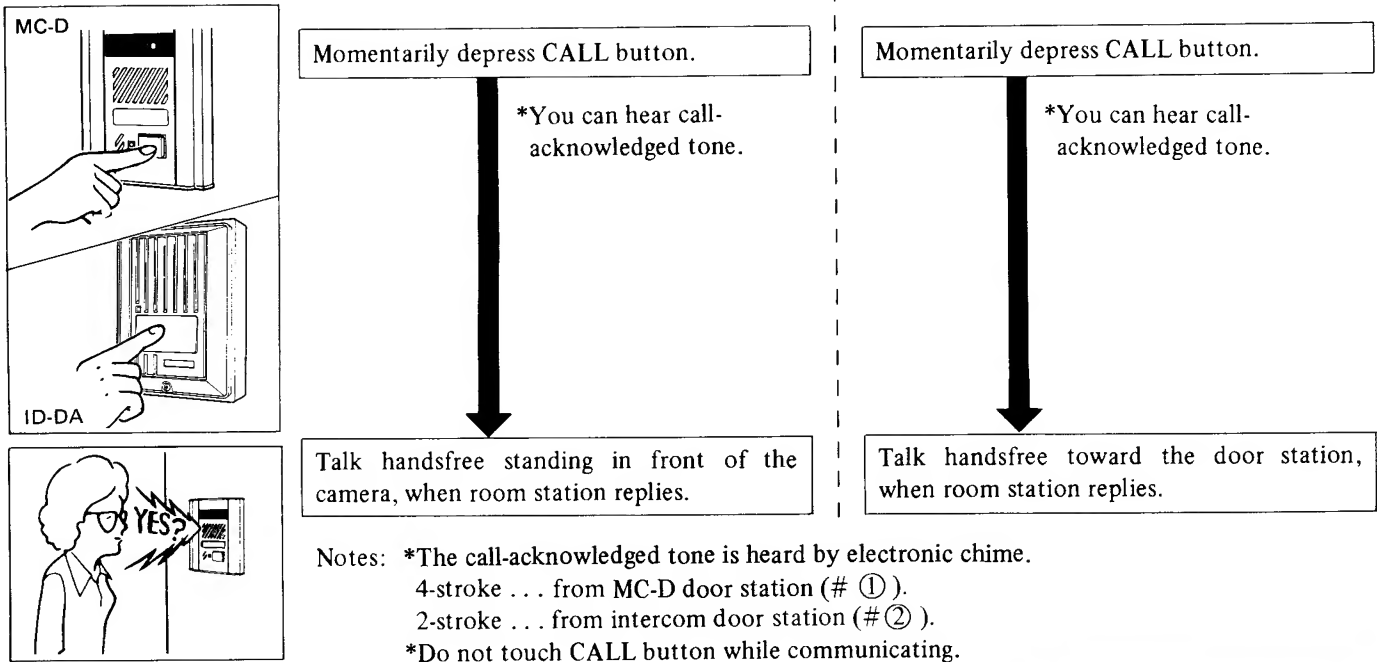 MC-D
ID-DA
YES?
Momentarily depress CALL button.
*You can hear call-
acknowledged tone.
Talk handsfree standing in front of the
camera, when room station replies.
Momentarily depress CALL button.
*You can hear call-
acknowledged tone.
Talk handsfree toward the door station,
when room station replies.
Notes: *The call-acknowledged tone is heard by electronic chime.
4-stroke ... from MC-D door station (# ①).
2-stroke ... from intercom door station (#②).
*Do not touch CALL button while communicating.